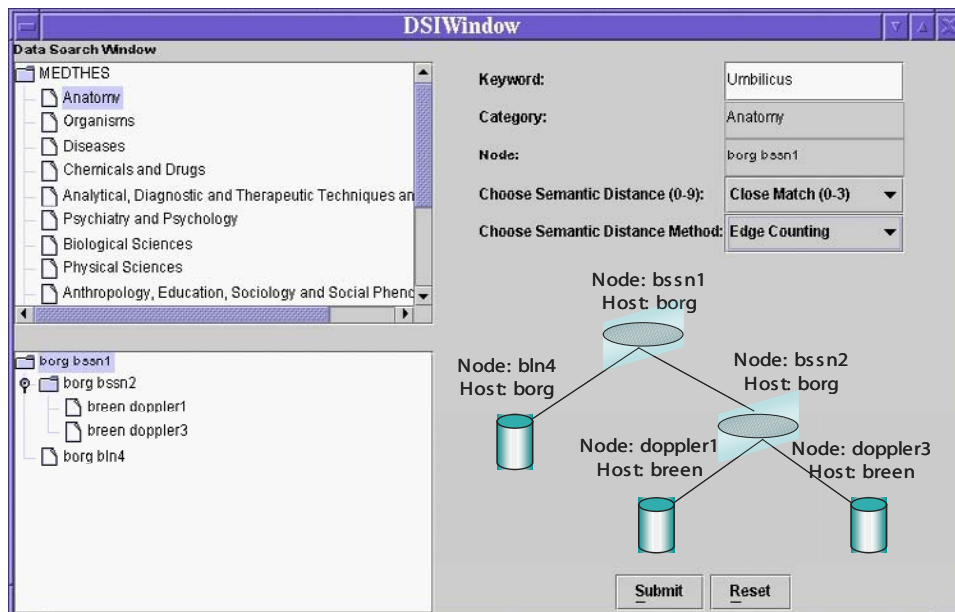 DSIWindow
Data Search Window
MEDTHES
Anatomy
Organisms
Diseases
Chemicals and Drugs
Analytical, Diagnostic and Therapeutic Techniques an
Psychiatry and Psychology
Biological Sciences
Physical Sciences
Anthropology, Education, Sociology and Social Phenc
borg bssn1
borg bssn2
breen doppler1
breen doppler3
borg bln4
Keyword: Umbilicus
Category: Anatomy
Node: borg bssn1
Choose Semantic Distance (0-9): Close Match (0-3)
Choose Semantic Distance Method: Edge Counting
Node: bssn1
Host: borg
Node: bln4
Host: borg
Node: bssn2
Host: borg
Node: doppler1
Host: breen
Node: doppler3
Host: breen
Submit Reset